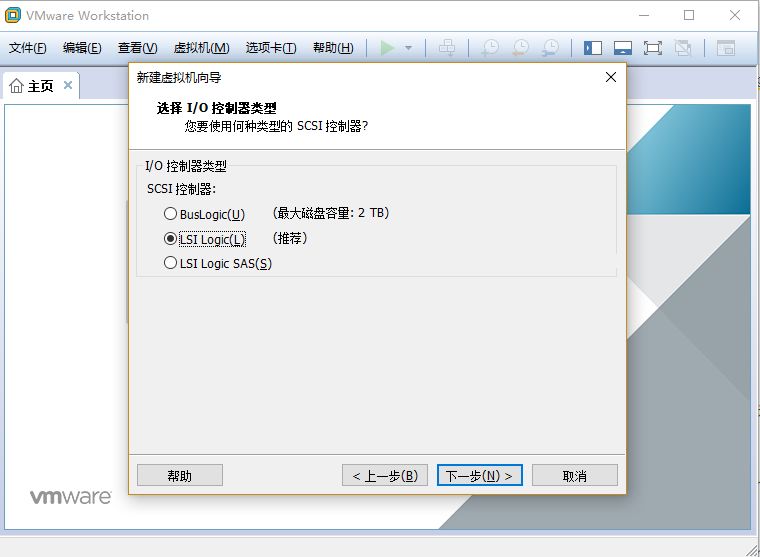 VMware Workstation
文件(F) 编辑(E) 查看(V) 虚拟机(M) 选项卡(T) 帮助(H)
主页
新建虚拟机向导
选择 I/O 控制器类型
您要使用何种类型的 SCSI 控制器?
I/O 控制器类型
SCSI 控制器:
BusLogic(U) (最大磁盘容量: 2 TB)
LSI Logic(L) (推荐)
LSI Logic SAS(S)
帮助 < 上一步(B) 下一步(N) > 取消
vmware